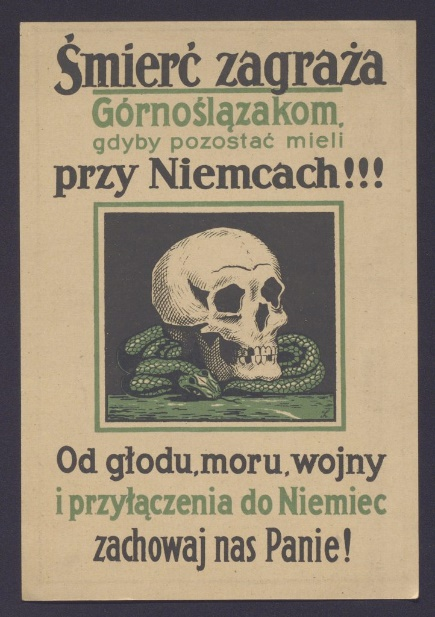 Śmierć zagraża
Górnoślązakom,
gdyby pozostać mieli
przy Niemcach!!!
Od głodu, moru, wojny
i przyłączenia do Niemiec
zachowaj nas Panie!